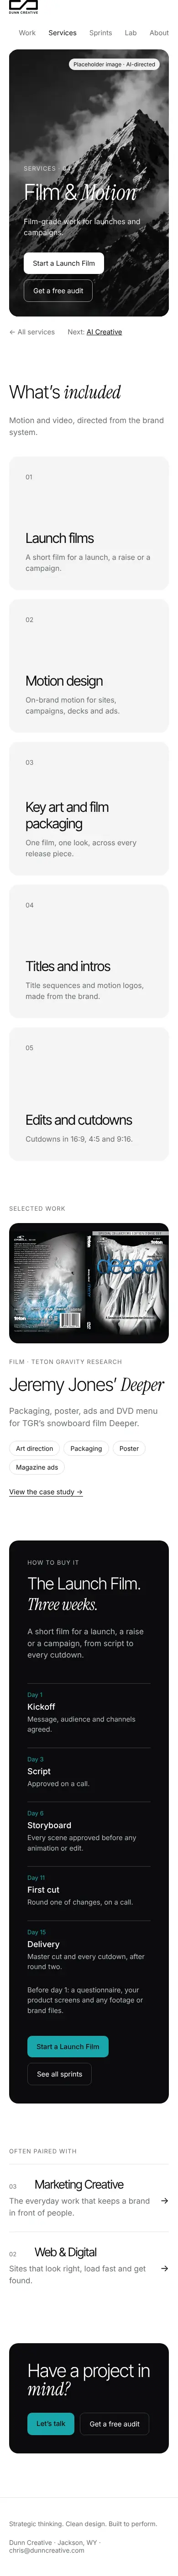 DUNN CREATIVE
Work Services Sprints Lab About
Placeholder image · AI-directed
SERVICES
Film & Motion
Film-grade work for launches and
campaigns.
Start a Launch Film
Get a free audit
← All services Next: AI Creative
What's included
Motion and video, directed from the brand
system.
01
Launch films
A short film for a launch, a raise or a
campaign.
02
Motion design
On-brand motion for sites,
campaigns, decks and ads.
03
Key art and film
packaging
One film, one look, across every
release piece.
04
Titles and intros
Title sequences and motion logos,
made from the brand.
05
Edits and cutdowns
Cutdowns in 16:9, 4:5 and 9:16.
SELECTED WORK
deeper
FILM · TETON GRAVITY RESEARCH
Jeremy Jones' Deeper
Packaging, poster, ads and DVD menu
for TGR's snowboard film Deeper.
Art direction Packaging Poster
Magazine ads
View the case study →
HOW TO BUY IT
The Launch Film.
Three weeks.
A short film for a launch, a raise
or a campaign, from script to
every cutdown.
Day 1
Kickoff
Message, audience and channels
agreed.
Day 3
Script
Approved on a call.
Day 6
Storyboard
Every scene approved before any
animation or edit.
Day 11
First cut
Round one of changes, on a call.
Day 15
Delivery
Master cut and every cutdown, after
round two.
Before day 1: a questionnaire, your
product screens and any footage or
brand files.
Start a Launch Film
See all sprints
OFTEN PAIRED WITH
03 Marketing Creative
The everyday work that keeps a brand
in front of people.
→
02 Web & Digital
Sites that look right, load fast and get
found.
→
Have a project in
mind?
Let's talk Get a free audit
Strategic thinking. Clean design. Built to perform.
Dunn Creative · Jackson, WY ·
chris@dunncreative.com